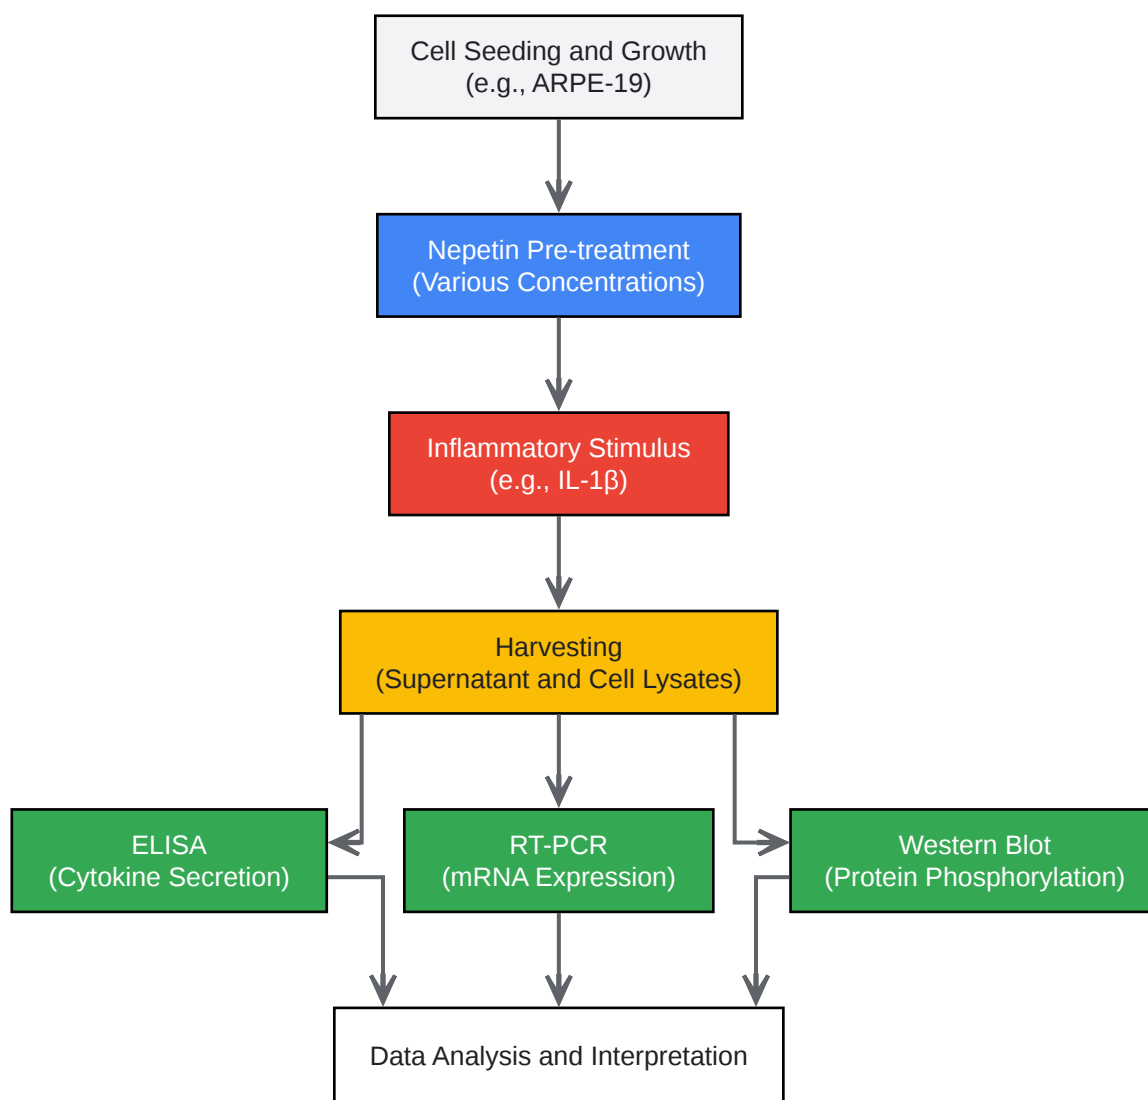 Cell Seeding and Growth
(e.g., ARPE-19)
Nepetin Pre-treatment
(Various Concentrations)
Inflammatory Stimulus
(e.g., IL-1β)
Harvesting
(Supernatant and Cell Lysates)
ELISA
(Cytokine Secretion)
RT-PCR
(mRNA Expression)
Western Blot
(Protein Phosphorylation)
Data Analysis and Interpretation